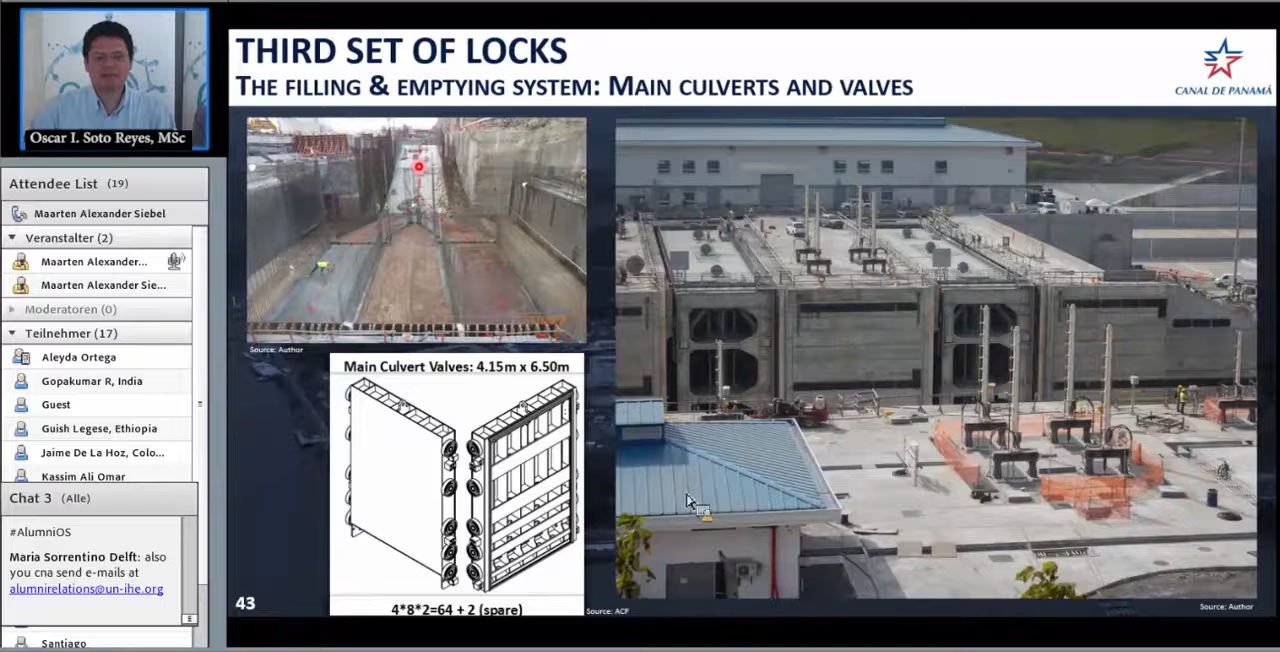 Oscar I. Soto Reyes, MSc
Attendee List (19)
Maarten Alexander Siebel
Veranstalter (2)
Maarten Alexander...
Maarten Alexander Sie...
Moderatoren (0)
Teilnehmer (17)
Aleyda Ortega
Gopakumar R, India
Guest
Guish Legese, Ethiopia
Jaime De La Hoz, Colo...
Kassim Ali Omar
Chat 3 (Alle)
#AlumniOS
Maria Sorrentino Delft: also
you cna send e-mails at
alumnirelations@un-ihe.org
Santiago
THIRD SET OF LOCKS
THE FILLING & EMPTYING SYSTEM: MAIN CULVERTS AND VALVES
CANAL DE PANAMÁ
Source: Author
Main Culvert Valves: 4.15m x 6.50m
4*8*2=64 + 2 (spare)
43
Source: ACP
Source: Author